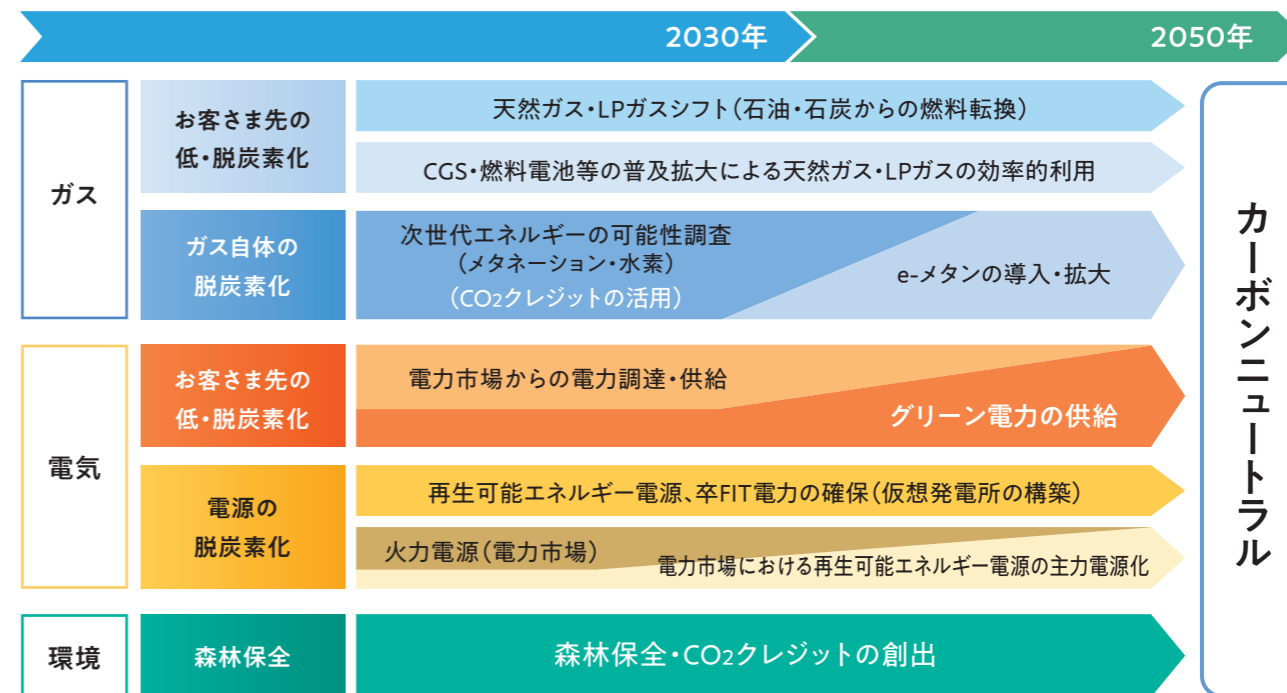 2030年
2050年
ガス
お客さま先の
低・脱炭素化
天然ガス・LPガスシフト（石油・石炭からの燃料転換）
CGS・燃料電池等の普及拡大による天然ガス・LPガスの効率的利用
ガス自体の
脱炭素化
次世代エネルギーの可能性調査
（メタネーション・水素）
（CO2クレジットの活用）
e-メタンの導入・拡大
電気
お客さま先の
低・脱炭素化
電力市場からの電力調達・供給
グリーン電力の供給
電源の
脱炭素化
再生可能エネルギー電源、卒FIT電力の確保（仮想発電所の構築）
火力電源（電力市場）
電力市場における再生可能エネルギー電源の主力電源化
環境
森林保全
森林保全・CO2クレジットの創出
カーボンニュートラル